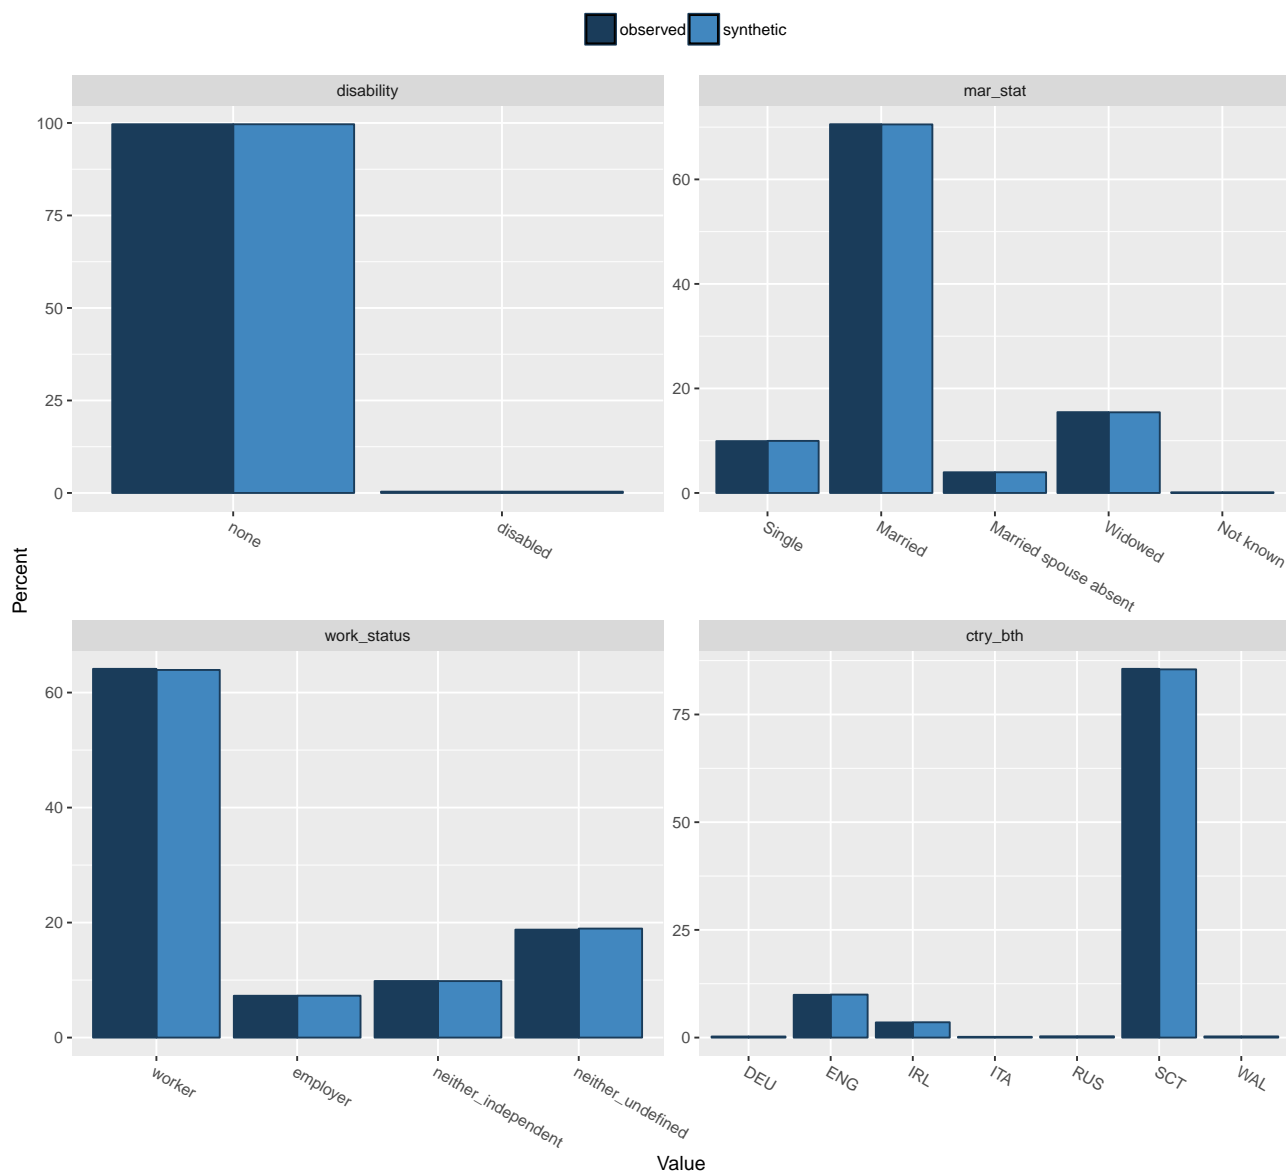 observed synthetic
disability
mar_stat
100
75
50
25
0
none
disabled
60
40
20
0
Single
Married
Married spouse absent
Widowed
Not known
Percent
work_status
ctry_bth
60
40
20
0
worker
employer
neither_independent
neither_undefined
75
50
25
0
DEU
ENG
IRL
ITA
RUS
SCT
WAL
Value